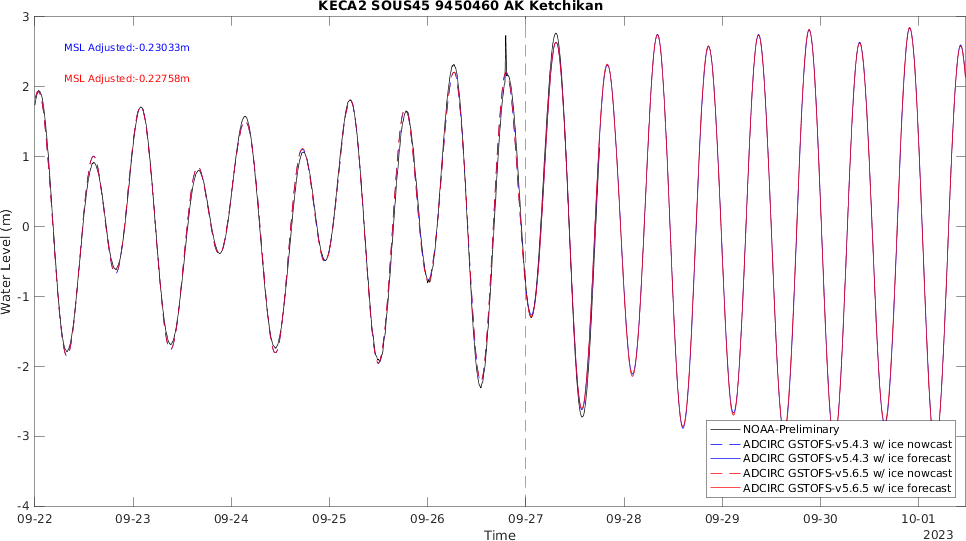 KECA2 SOUS45 9450460 AK Ketchikan
MSL Adjusted:-0.23033m
MSL Adjusted:-0.22758m
Water Level (m)
3
2
1
0
-1
-2
-3
-4
NOAA-Preliminary
ADCIRC GSTOFS-v5.4.3 w/ ice nowcast
ADCIRC GSTOFS-v5.4.3 w/ ice forecast
ADCIRC GSTOFS-v5.6.5 w/ ice nowcast
ADCIRC GSTOFS-v5.6.5 w/ ice forecast
09-22 09-23 09-24 09-25 09-26 09-27 09-28 09-29 09-30 10-01
Time
2023